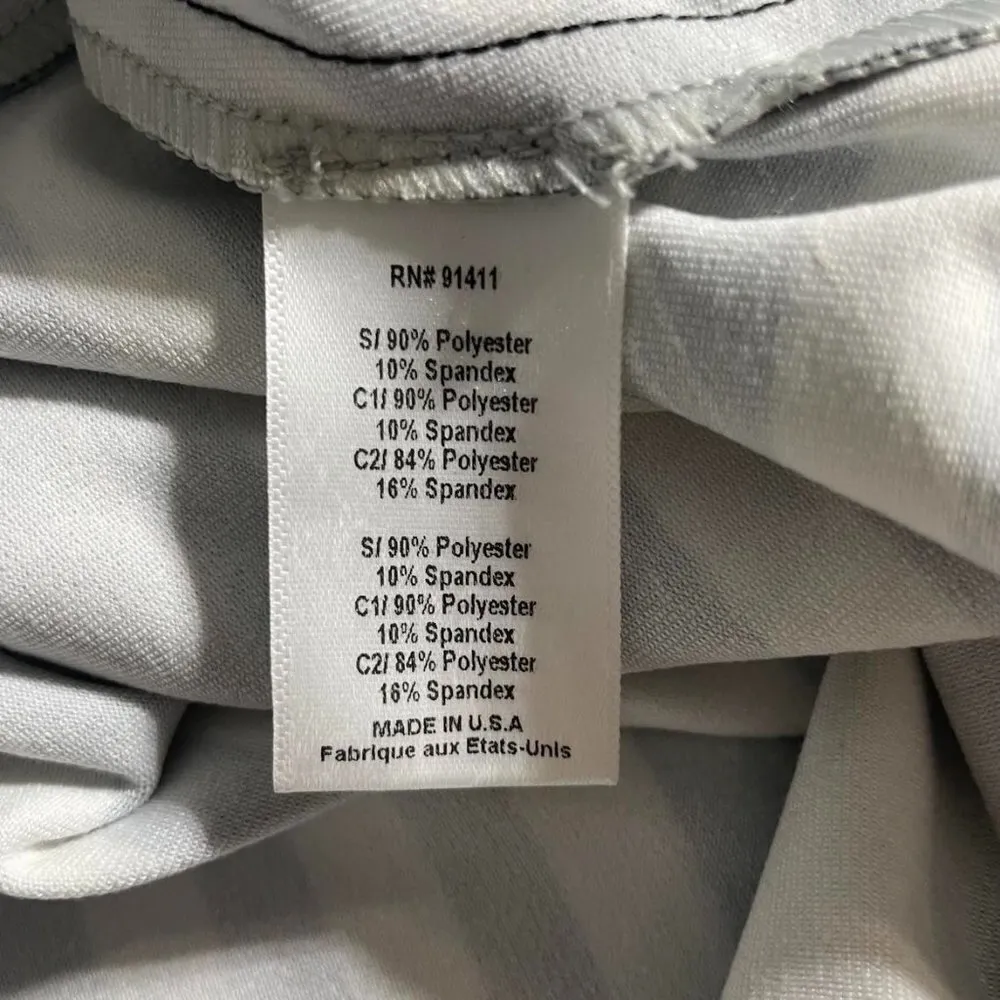 RN# 91411
S/ 90% Polyester
10% Spandex
C1/ 90% Polyester
10% Spandex
C2/ 84% Polyester
16% Spandex
S/ 90% Polyester
10% Spandex
C1/ 90% Polyester
10% Spandex
C2/ 84% Polyester
16% Spandex
MADE IN U.S.A
Fabrique aux Etats-Unis